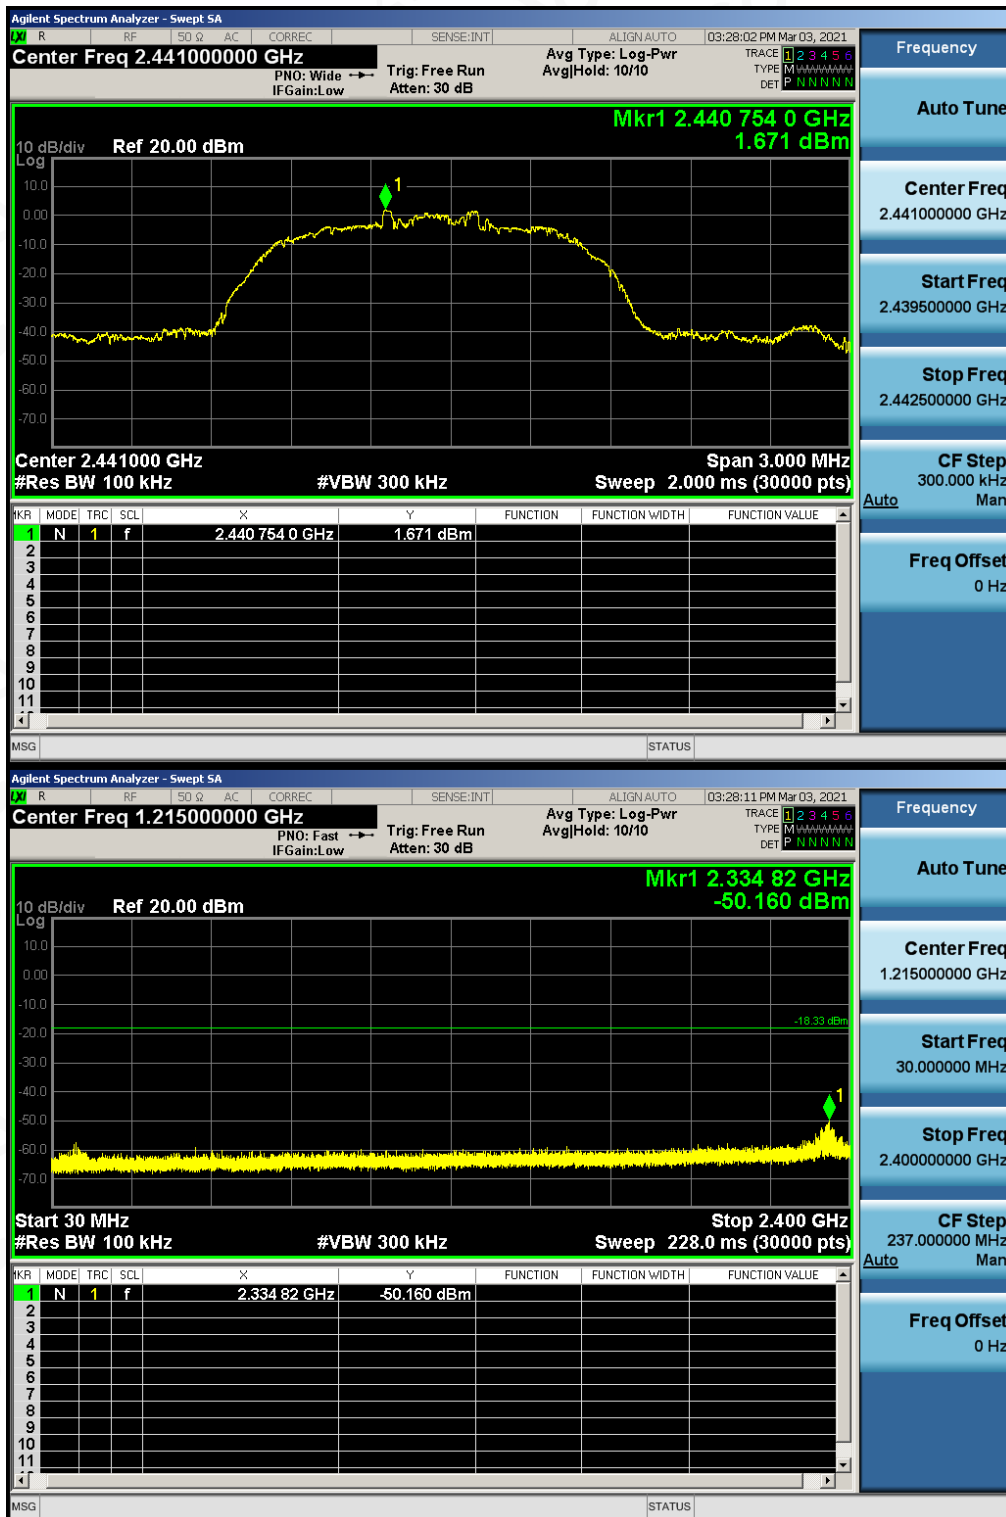 Agilent Spectrum Analyzer - Swept SA
LXI R RF 50 Ω AC CORREC SENSE:INT ALIGN AUTO 03:28:02 PM Mar 03, 2021
Center Freq 2.441000000 GHz
PNO: Wide
IFGain:Low
Trig: Free Run
Atten: 30 dB
Avg Type: Log-Pwr
Avg|Hold: 10/10
TRACE 1 2 3 4 5 6
TYPE M
DET P N N N N N
Mkr1 2.440 754 0 GHz
1.671 dBm
10 dB/div Ref 20.00 dBm
Log
1
10.0
0.00
-10.0
-20.0
-30.0
-40.0
-50.0
-60.0
-70.0
Center 2.441000 GHz Span 3.000 MHz
#Res BW 100 kHz #VBW 300 kHz Sweep 2.000 ms (30000 pts)
MKR MODE TRC SCL X Y FUNCTION FUNCTION WIDTH FUNCTION VALUE
1 N 1 f 2.440 754 0 GHz 1.671 dBm
2
3
4
5
6
7
8
9
10
11
MSG STATUS
Frequency
Auto Tune
Center Freq
2.441000000 GHz
Start Freq
2.439500000 GHz
Stop Freq
2.442500000 GHz
CF Step
300.000 kHz
Auto Man
Freq Offset
0 Hz
Agilent Spectrum Analyzer - Swept SA
LXI R RF 50 Ω AC CORREC SENSE:INT ALIGN AUTO 03:28:11 PM Mar 03, 2021
Center Freq 1.215000000 GHz
PNO: Fast
IFGain:Low
Trig: Free Run
Atten: 30 dB
Avg Type: Log-Pwr
Avg|Hold: 10/10
TRACE 1 2 3 4 5 6
TYPE M
DET P N N N N N
Mkr1 2.334 82 GHz
-50.160 dBm
10 dB/div Ref 20.00 dBm
Log
10.0
0.00
-10.0
-18.33 dBm
-20.0
-30.0
-40.0
1
-50.0
-60.0
-70.0
Start 30 MHz Stop 2.400 GHz
#Res BW 100 kHz #VBW 300 kHz Sweep 228.0 ms (30000 pts)
MKR MODE TRC SCL X Y FUNCTION FUNCTION WIDTH FUNCTION VALUE
1 N 1 f 2.334 82 GHz -50.160 dBm
2
3
4
5
6
7
8
9
10
11
MSG STATUS
Frequency
Auto Tune
Center Freq
1.215000000 GHz
Start Freq
30.000000 MHz
Stop Freq
2.400000000 GHz
CF Step
237.000000 MHz
Auto Man
Freq Offset
0 Hz